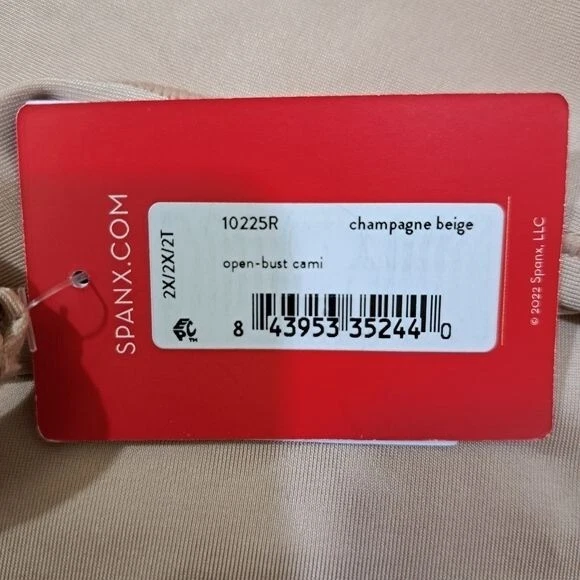 SPANX.COM
2X/2X/2T
10225R champagne beige
open-bust cami
8 43953 35244 0
© 2022 Spanx, LLC